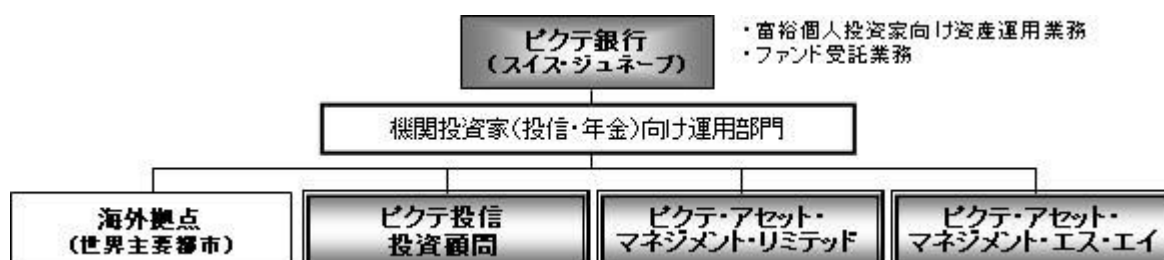 ピクテ銀行
(スイス・ジュネーブ)
・富裕個人投資家向け資産運用業務
・ファンド受託業務
機関投資家(投信・年金)向け運用部門
海外拠点
(世界主要都市)
ピクテ投信
投資顧問
ピクテ・アセット・
マネジメント・リミテッド
ピクテ・アセット・
マネジメント・エス・エイ